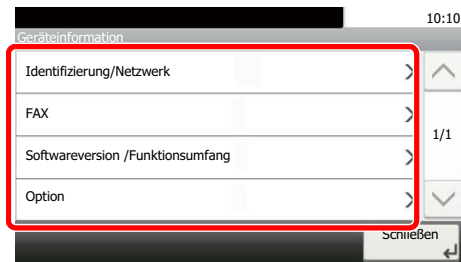 10:10
Geräteinformation
Identifizierung/Netzwerk
FAX
1/1
Softwareversion /Funktionsumfang
Option
Schließen